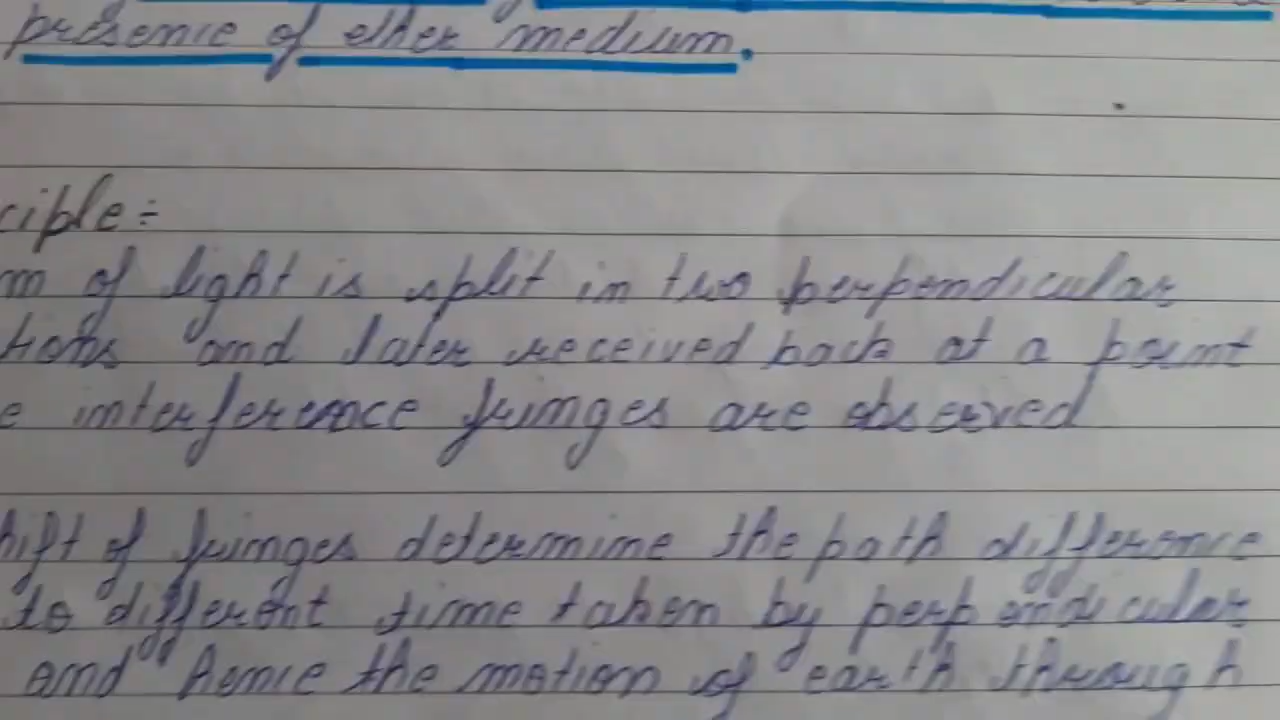 presence of ether medium.
ciple :-
m of light is split in two perpendicular
tions and later received back at a point
e interference fringes are observed
hift of fringes determine the path difference
to different time taken by perpendicular
and hence the motion of earth through